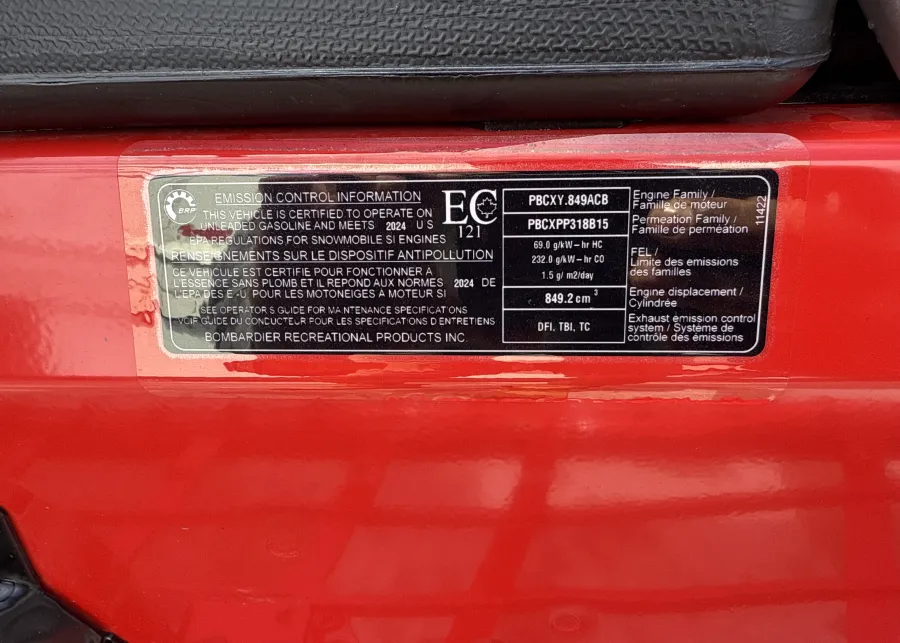 BRP
EMISSION CONTROL INFORMATION
THIS VEHICLE IS CERTIFIED TO OPERATE ON
UNLEADED GASOLINE AND MEETS 2024 U S
EPA REGULATIONS FOR SNOWMOBILE SI ENGINES
RENSEIGNEMENTS SUR LE DISPOSITIF ANTIPOLLUTION
CE VEHICULE EST CERTIFIE POUR FONCTIONNER A
L'ESSENCE SANS PLOMB ET IL REPOND AUX NORMES 2024 DE
L'EPA DES E -U POUR LES MOTONEIGES A MOTEUR SI
SEE OPERATOR S GUIDE FOR MAINTENANCE SPECIFICATIONS
VOIR GUIDE DU CONDUCTEUR POUR LES SPECIFICATIONS D ENTRETIENS
BOMBARDIER RECREATIONAL PRODUCTS INC.
EC
121
PBCXY.849ACB
Engine Family /
Famille de moteur
PBCXPP318B15
Permeation Family /
Famille de perméation
69.0 g/kW – hr HC
232.0 g/kW – hr CO
1.5 g/ m2/day
FEL /
Limite des émissions
des familles
849.2 cm³
Engine displacement /
Cylindrée
DFI, TBI, TC
Exhaust emission control
system / Système de
contrôle des émissions
11422